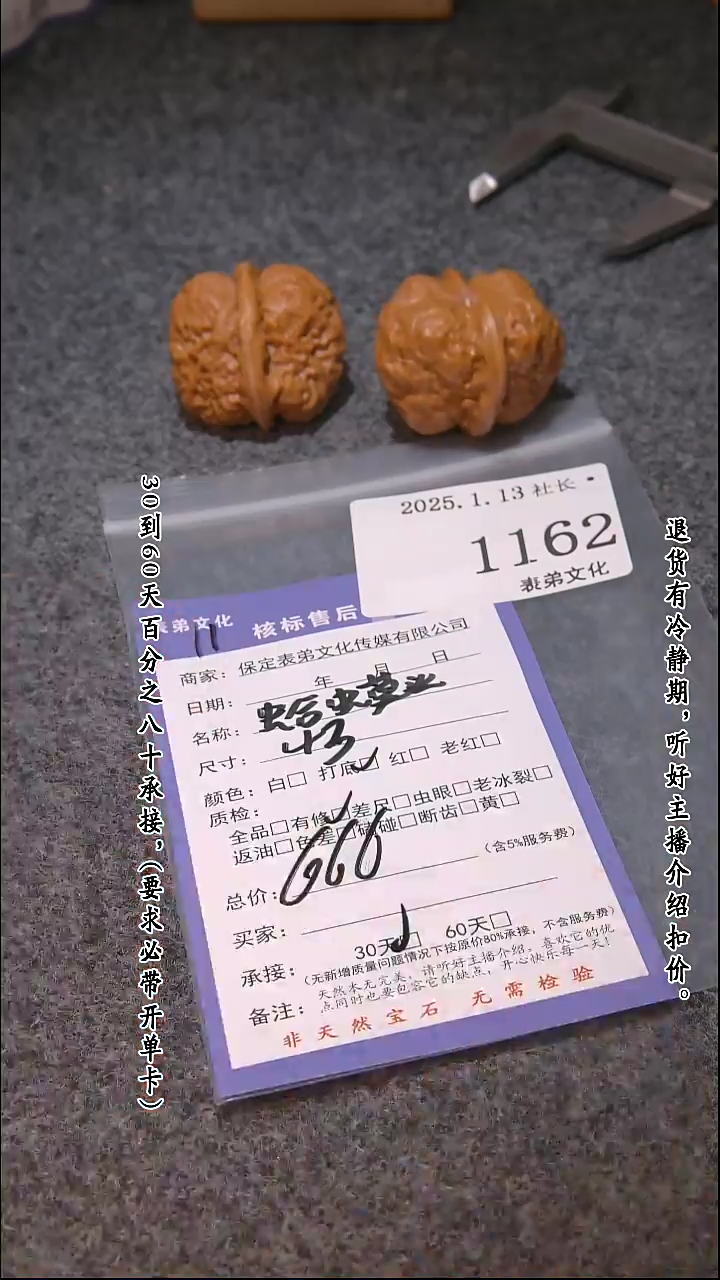 2025.1.13 社长
1162
表弟文化
表弟文化 核标售后
商家：保定表弟文化传媒有限公司
日期： 年 月 日
名称：蛤虫草业
尺寸：43
颜色：白□ 打底□ 红□ 老红□
质检：
全品□有修□差足□虫眼□老冰裂□
返油□色差□磕碰□断齿□黄□
总价：666 （含5%服务费）
买家：
承接：30天□ 60天□
（无新增质量问题情况下按原价80%承接，不含服务费）
备注：天然本无完美，请听好主播介绍，喜欢它的优
点同时也要包容它的缺点，开心快乐每一天！
非天然宝石 无需检验
30到60天百分之八十承接，（要求必带开单卡）
退货有冷静期，听好主播介绍扣价。